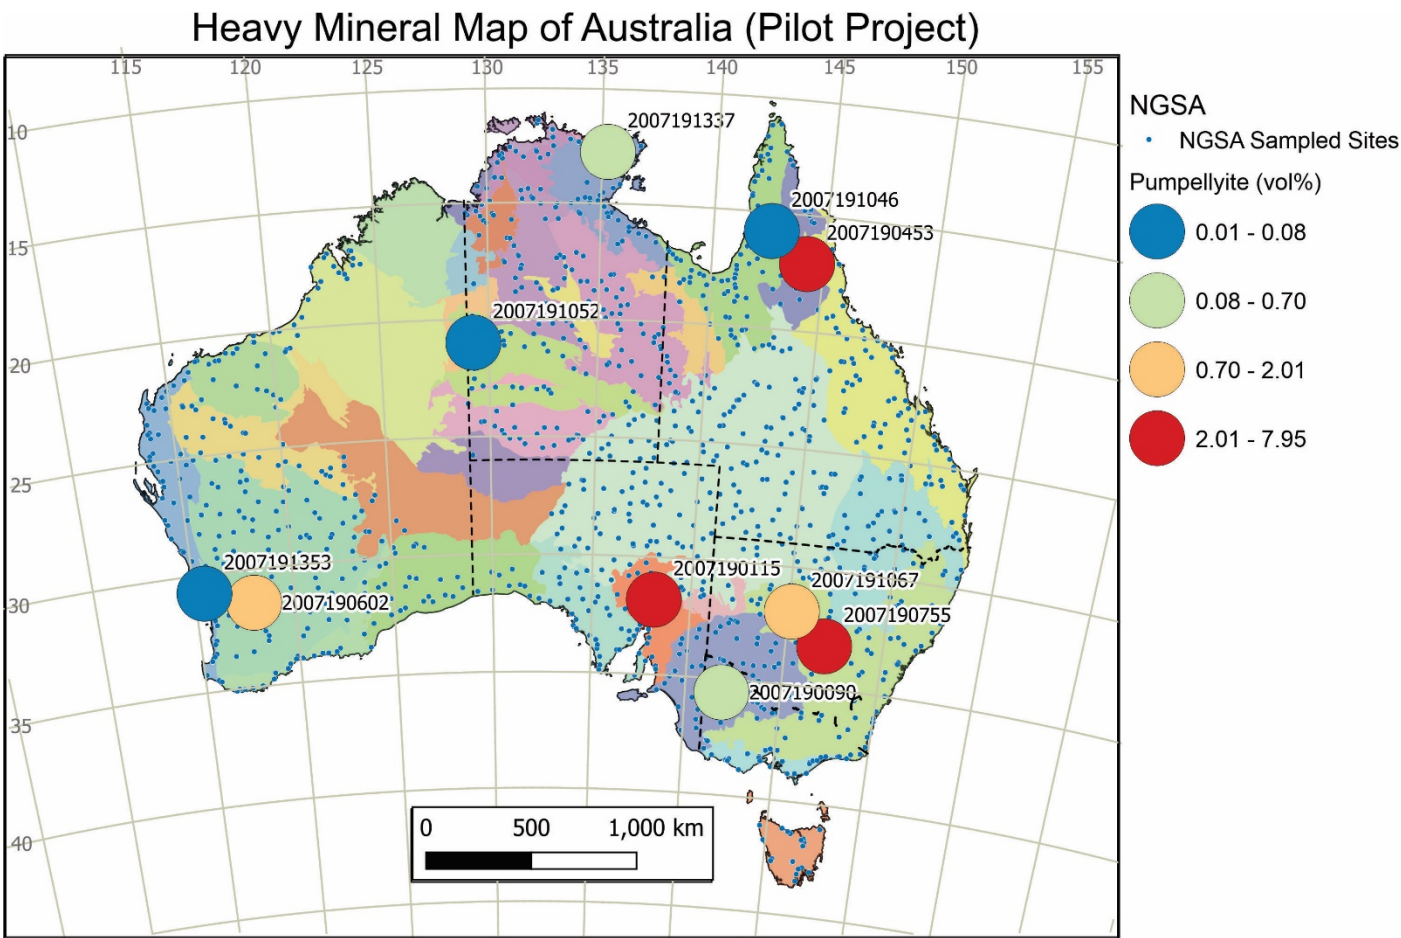 Heavy Mineral Map of Australia (Pilot Project)
115 120 125 130 135 140 145 150 155
10
15
20
25
30
35
40
2007191337
2007191046
2007190453
2007191052
2007191353
2007190602
2007190115
2007191067
2007190755
2007190090
0 500 1,000 km
NGSA
NGSA Sampled Sites
Pumpellyite (vol%)
0.01 - 0.08
0.08 - 0.70
0.70 - 2.01
2.01 - 7.95